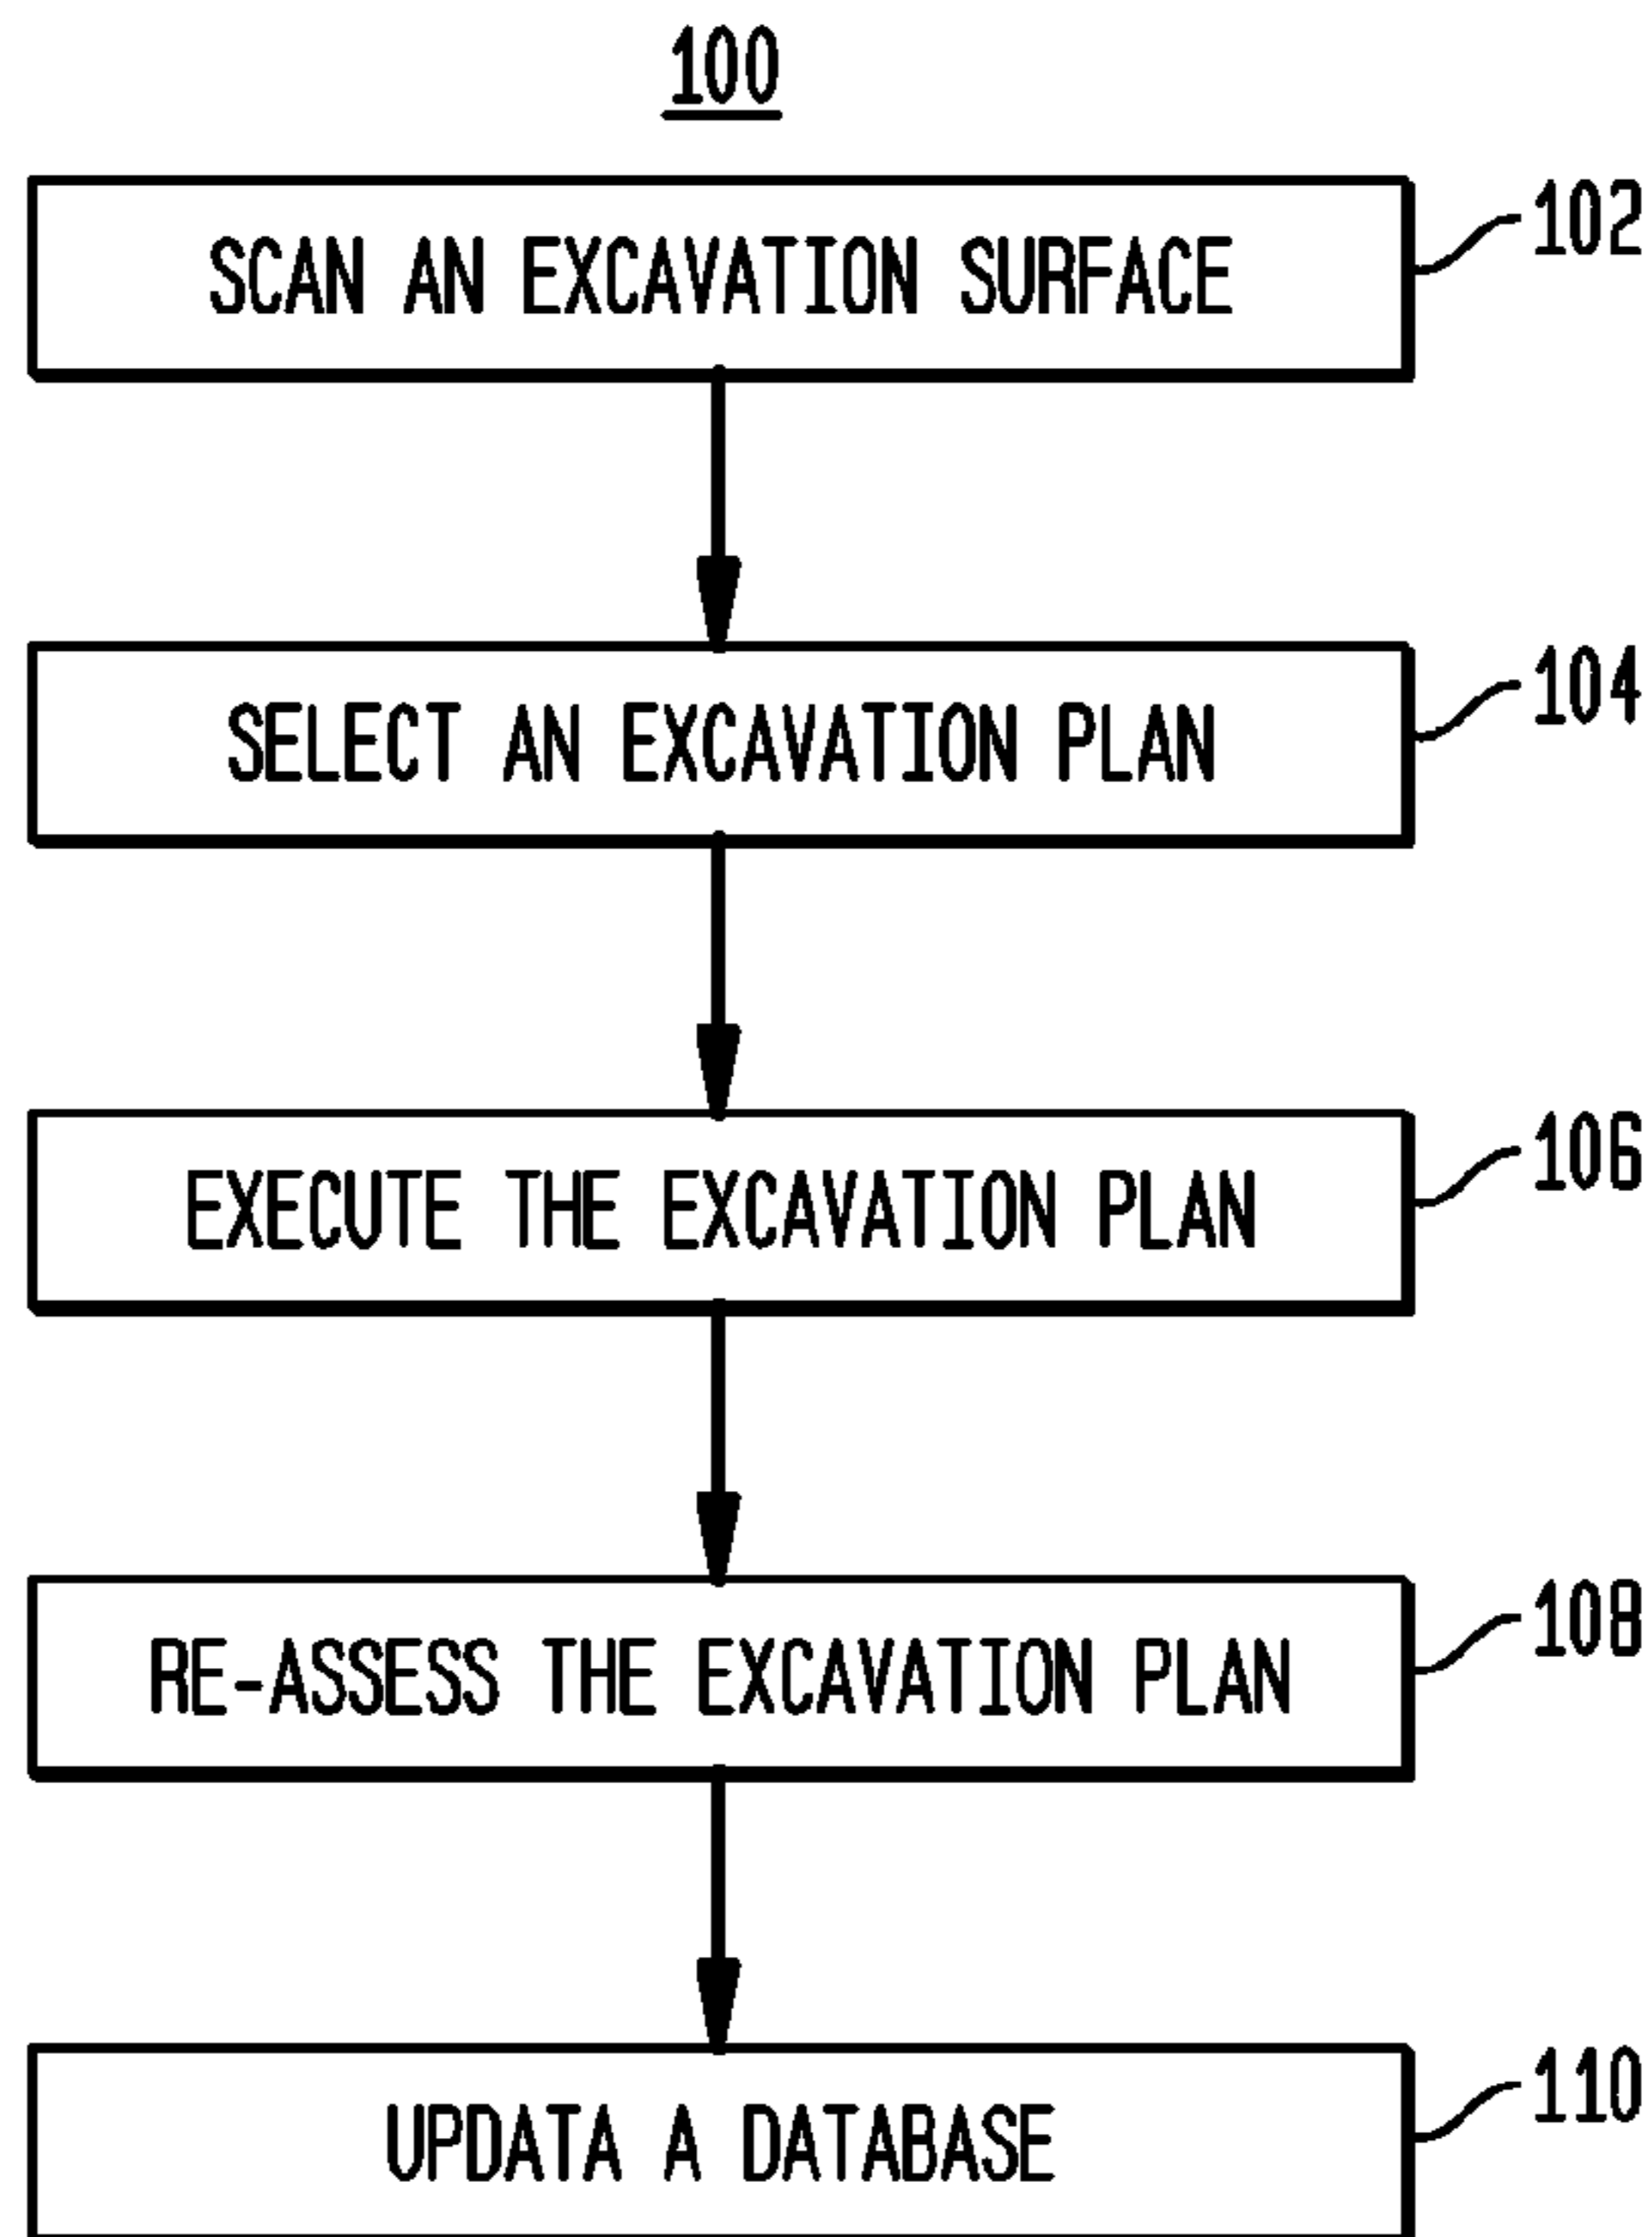 100
SCAN AN EXCAVATION SURFACE
102
SELECT AN EXCAVATION PLAN
104
EXECUTE THE EXCAVATION PLAN
106
RE-ASSESS THE EXCAVATION PLAN
108
UPDATA A DATABASE
110